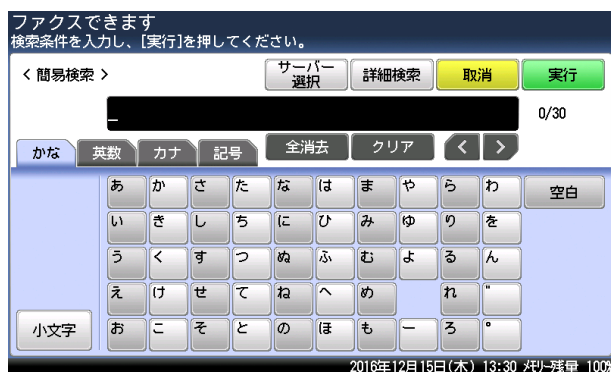 ファクスできます
検索条件を入力し、[実行]を押してください。
< 簡易検索 >
サーバー選択
詳細検索
取消
実行
0/30
かな 英数 カナ 記号 全消去 クリア < >
あ か さ た な は ま や ら わ 空白
い き し ち に ひ み ゆ り を
う く す つ ぬ ふ む よ る ん
え け せ て ね へ め れ ゛
小文字 お こ そ と の ほ も ー ろ ゜
2016年12月15日(木) 13:30 メモリー残量 100%